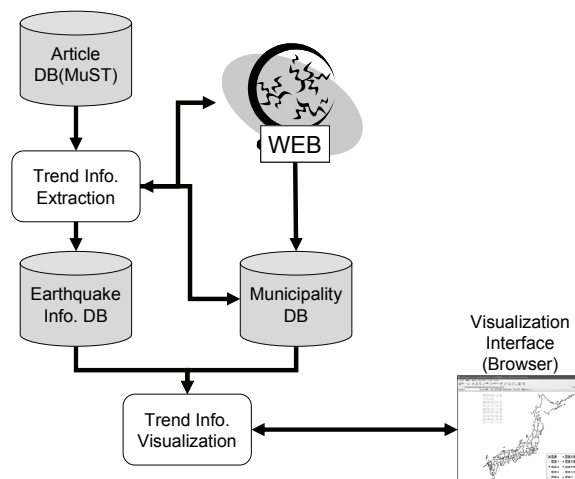 Article
DB(MuST)
WEB
Trend Info.
Extraction
Earthquake
Info. DB
Municipality
DB
Visualization
Interface
(Browser)
Trend Info.
Visualization